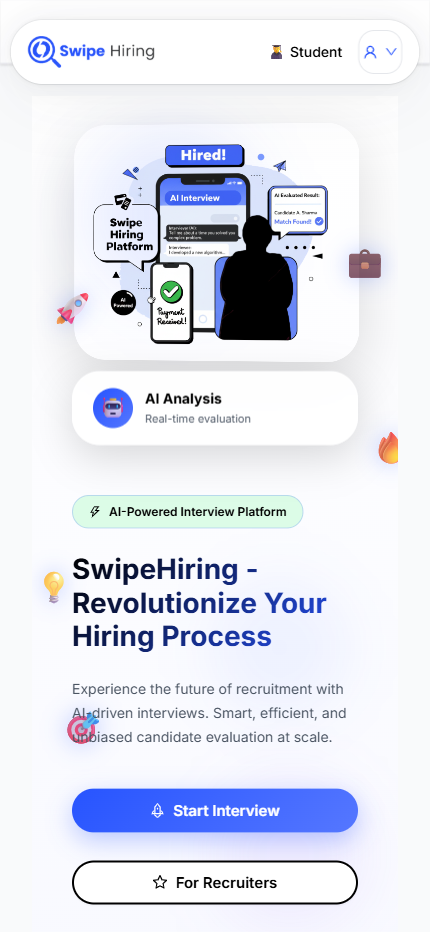 Swipe Hiring
Student
Hired!
AI Interview
AI Evaluated Result:
Candidate A. Sharma
Match Found!
Swipe
Hiring
Platform
Interviewer (AI):
Tell me about a time you solved you
complex problem.
Interviewee:
I developed a new algorithm...
AI
Powered
Payment
Received!
AI Analysis
Real-time evaluation
AI-Powered Interview Platform
SwipeHiring -
Revolutionize Your
Hiring Process
Experience the future of recruitment with
AI-driven interviews. Smart, efficient, and
unbiased candidate evaluation at scale.
Start Interview
For Recruiters